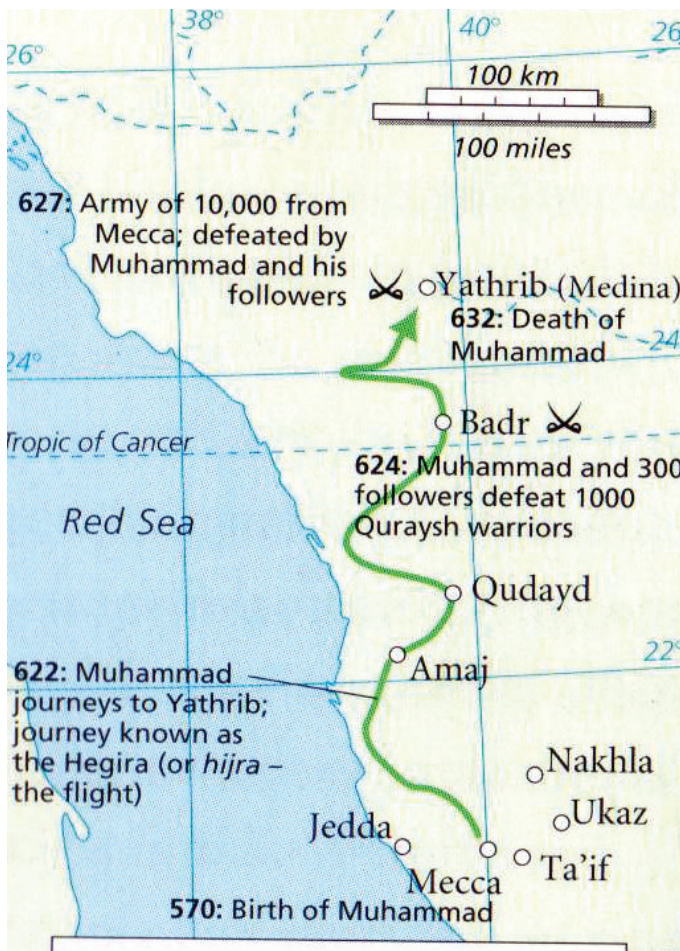 38°
40°
26°
26
100 km
100 miles
627: Army of 10,000 from
Mecca; defeated by
Muhammad and his
followers
Yathrib (Medina)
632: Death of
Muhammad
24°
24
Badr
Tropic of Cancer
624: Muhammad and 300
followers defeat 1000
Quraysh warriors
Red Sea
Qudayd
Amaj
22°
622: Muhammad
journeys to Yathrib;
journey known as
the Hegira (or hijra –
the flight)
Nakhla
Ukaz
Jedda
Mecca
Ta'if
570: Birth of Muhammad